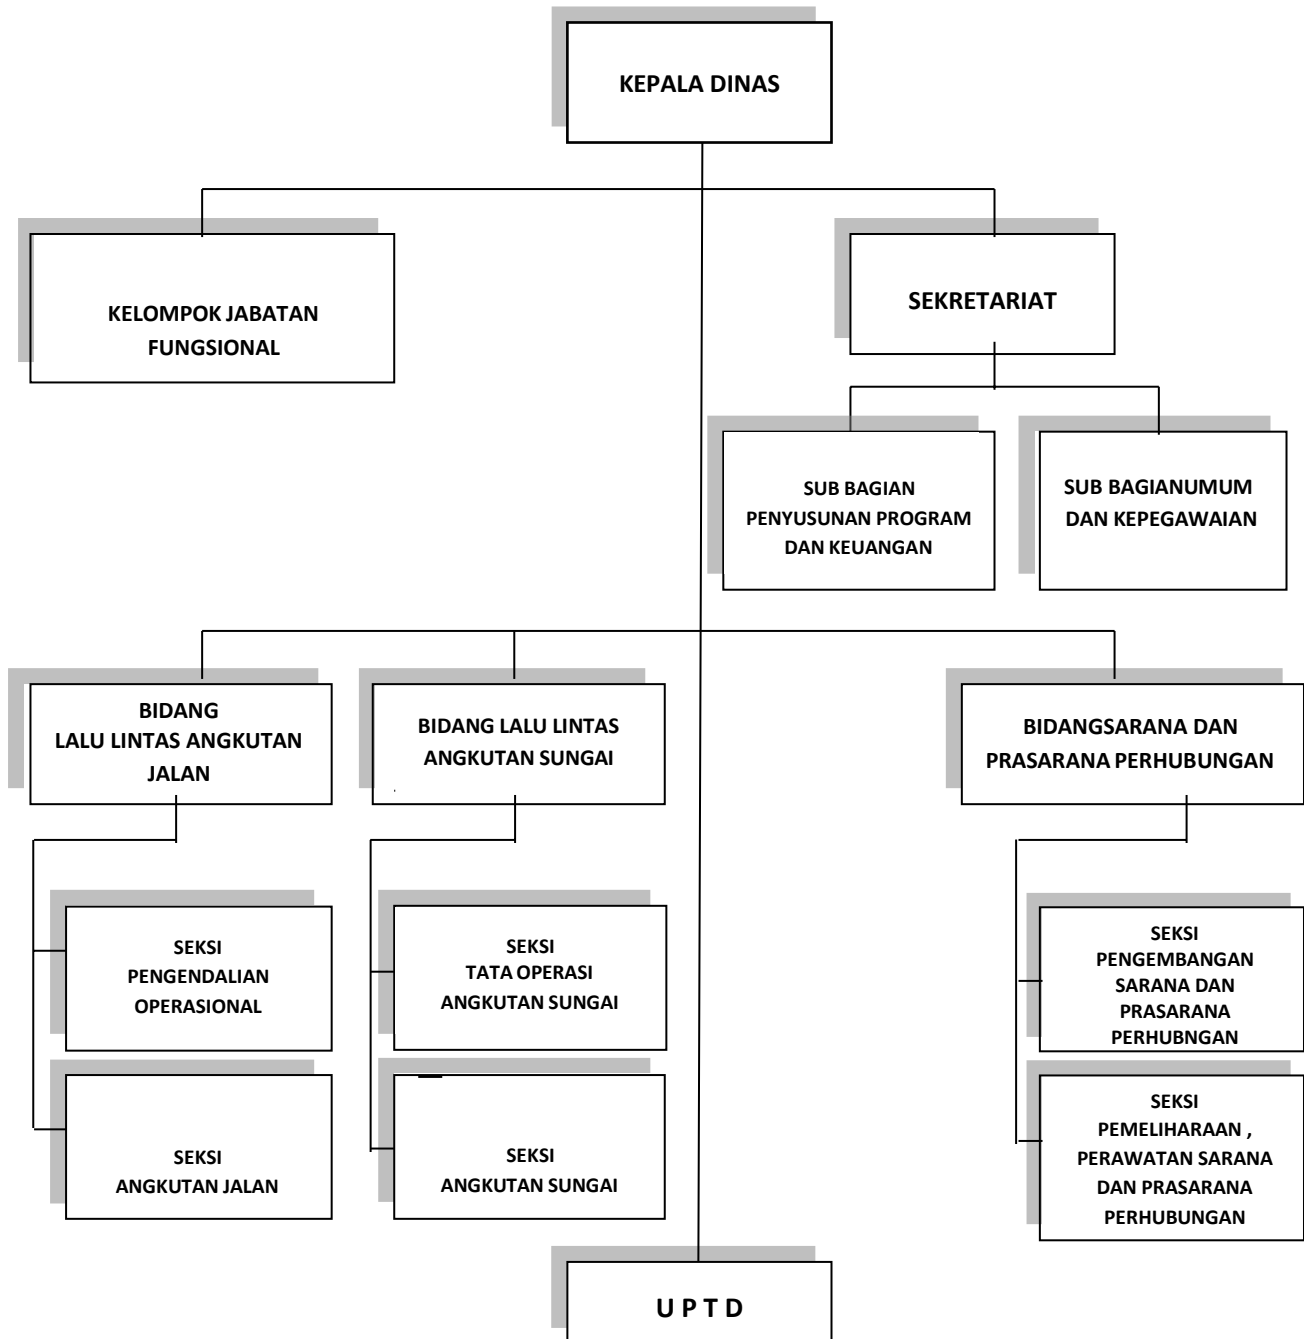 KEPALA DINAS
KELOMPOK JABATAN
FUNGSIONAL
SEKRETARIAT
SUB BAGIAN
PENYUSUNAN PROGRAM
DAN KEUANGAN
SUB BAGIANUMUM
DAN KEPEGAWAIAN
BIDANG
LALU LINTAS ANGKUTAN
JALAN
BIDANG LALU LINTAS
ANGKUTAN SUNGAI
BIDANGSARANA DAN
PRASARANA PERHUBUNGAN
SEKSI
PENGENDALIAN
OPERASIONAL
SEKSI
TATA OPERASI
ANGKUTAN SUNGAI
SEKSI
PENGEMBANGAN
SARANA DAN
PRASARANA
PERHUBNGAN
SEKSI
ANGKUTAN JALAN
SEKSI
ANGKUTAN SUNGAI
SEKSI
PEMELIHARAAN ,
PERAWATAN SARANA
DAN PRASARANA
PERHUBUNGAN
U P T D